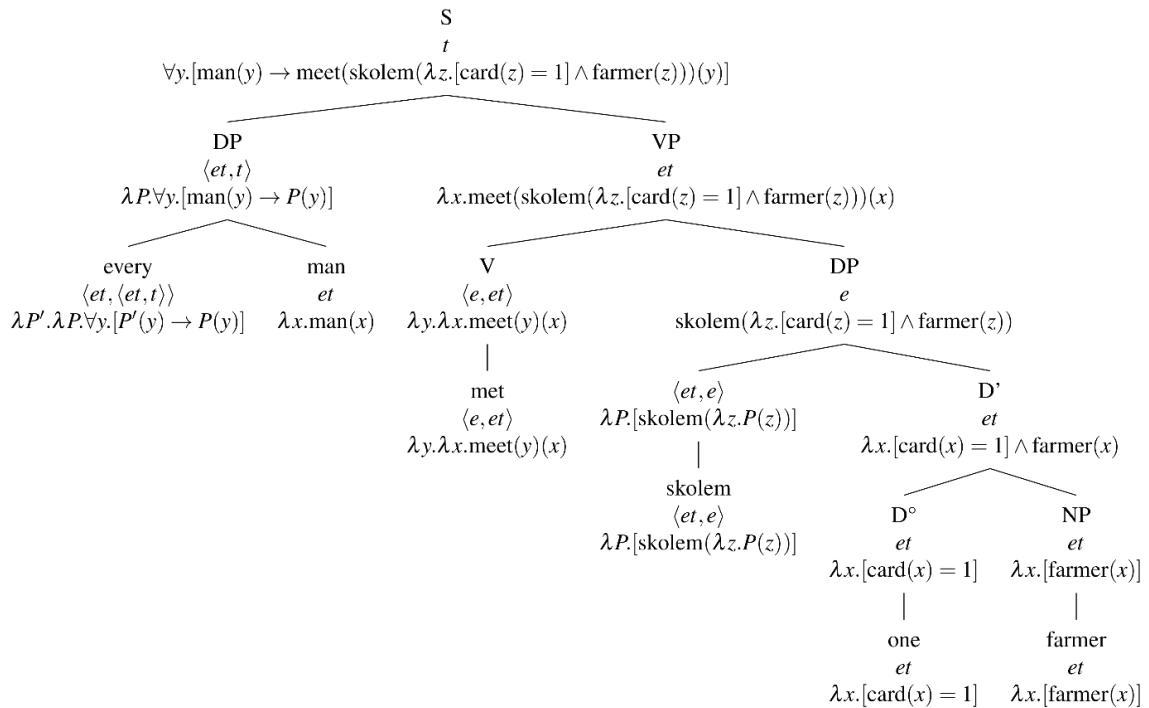 S
t
∀y.[man(y) → meet(skolem(λz.[card(z) = 1] ∧ farmer(z)))(y)]
DP VP
⟨et,t⟩ et
λP.∀y.[man(y) → P(y)] λx.meet(skolem(λz.[card(z) = 1] ∧ farmer(z)))(x)
every man V DP
⟨et,⟨et,t⟩⟩ et ⟨e,et⟩ e
λP′.λP.∀y.[P′(y) → P(y)] λx.man(x) λy.λx.meet(y)(x) skolem(λz.[card(z) = 1] ∧ farmer(z))
met ⟨et,e⟩ D’
⟨e,et⟩ λP.[skolem(λz.P(z))] et
λy.λx.meet(y)(x) λx.[card(x) = 1] ∧ farmer(x)
skolem D° NP
⟨et,e⟩ et et
λP.[skolem(λz.P(z))] λx.[card(x) = 1] λx.[farmer(x)]
one farmer
et et
λx.[card(x) = 1] λx.[farmer(x)]